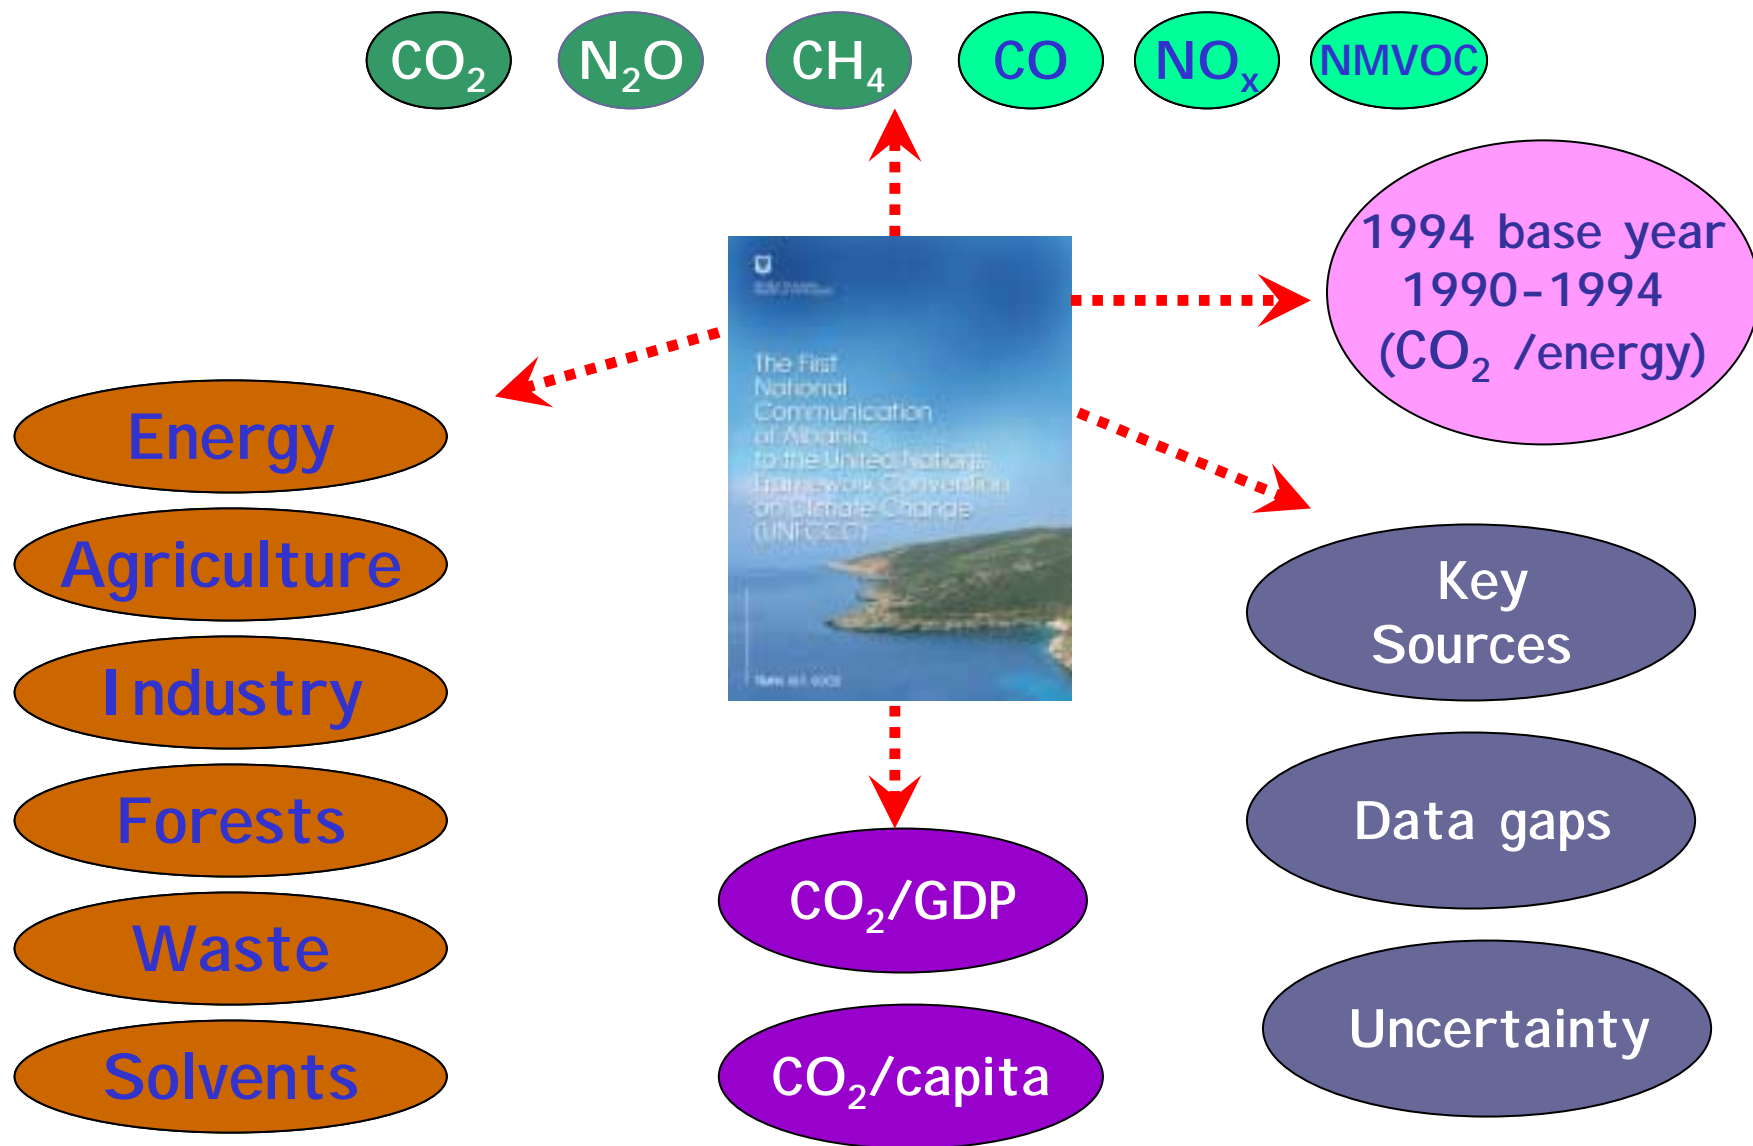 CO₂ N₂O CH₄ CO NOₓ NMVOC
1994 base year
1990-1994
(CO₂ /energy)
The First
National
Communication
of Albania
to the United Nations
Framework Convention
on Climate Change
(UNFCCC)
Energy
Agriculture
Industry
Forests
Waste
Solvents
CO₂/GDP
CO₂/capita
Key
Sources
Data gaps
Uncertainty